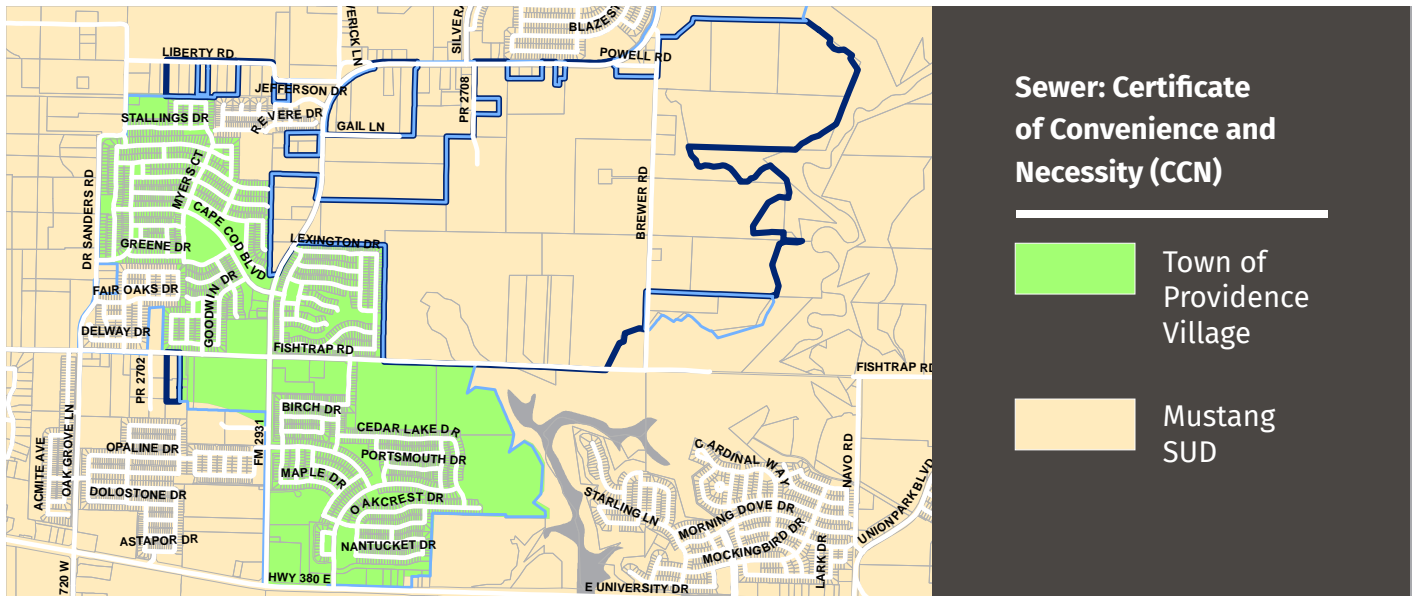 BLAZE ST
VERICK LN
SILVERA
LIBERTY RD
POWELL RD
JEFFERSON DR
PR 2708
STALLINGS DR
REVERE DR
GAIL LN
MYERS CT
DR SANDERS RD
CAPE COD BLVD
BREWER RD
GREENE DR
LEXINGTON DR
FAIR OAKS DR
GOODWIN DR
DELWAY DR
FISHTRAP RD
FISHTRAP RD
PR 2702
BIRCH DR
FM 2931
CEDAR LAKE DR
ACMITE AVE
OAK GROVE LN
OPALINE DR
PORTSMOUTH DR
CARDINAL WAY
NAVO RD
MAPLE DR
DOLOSTONE DR
OAKCREST DR
STARLING LN
MORNING DOVE DR
UNION PARK BLVD
ASTAPOR DR
NANTUCKET DR
MOCKINGBIRD DR
LARK DR
HWY 380 E
720 W
E UNIVERSITY DR
Sewer: Certificate
of Convenience and
Necessity (CCN)
Town of
Providence
Village
Mustang
SUD